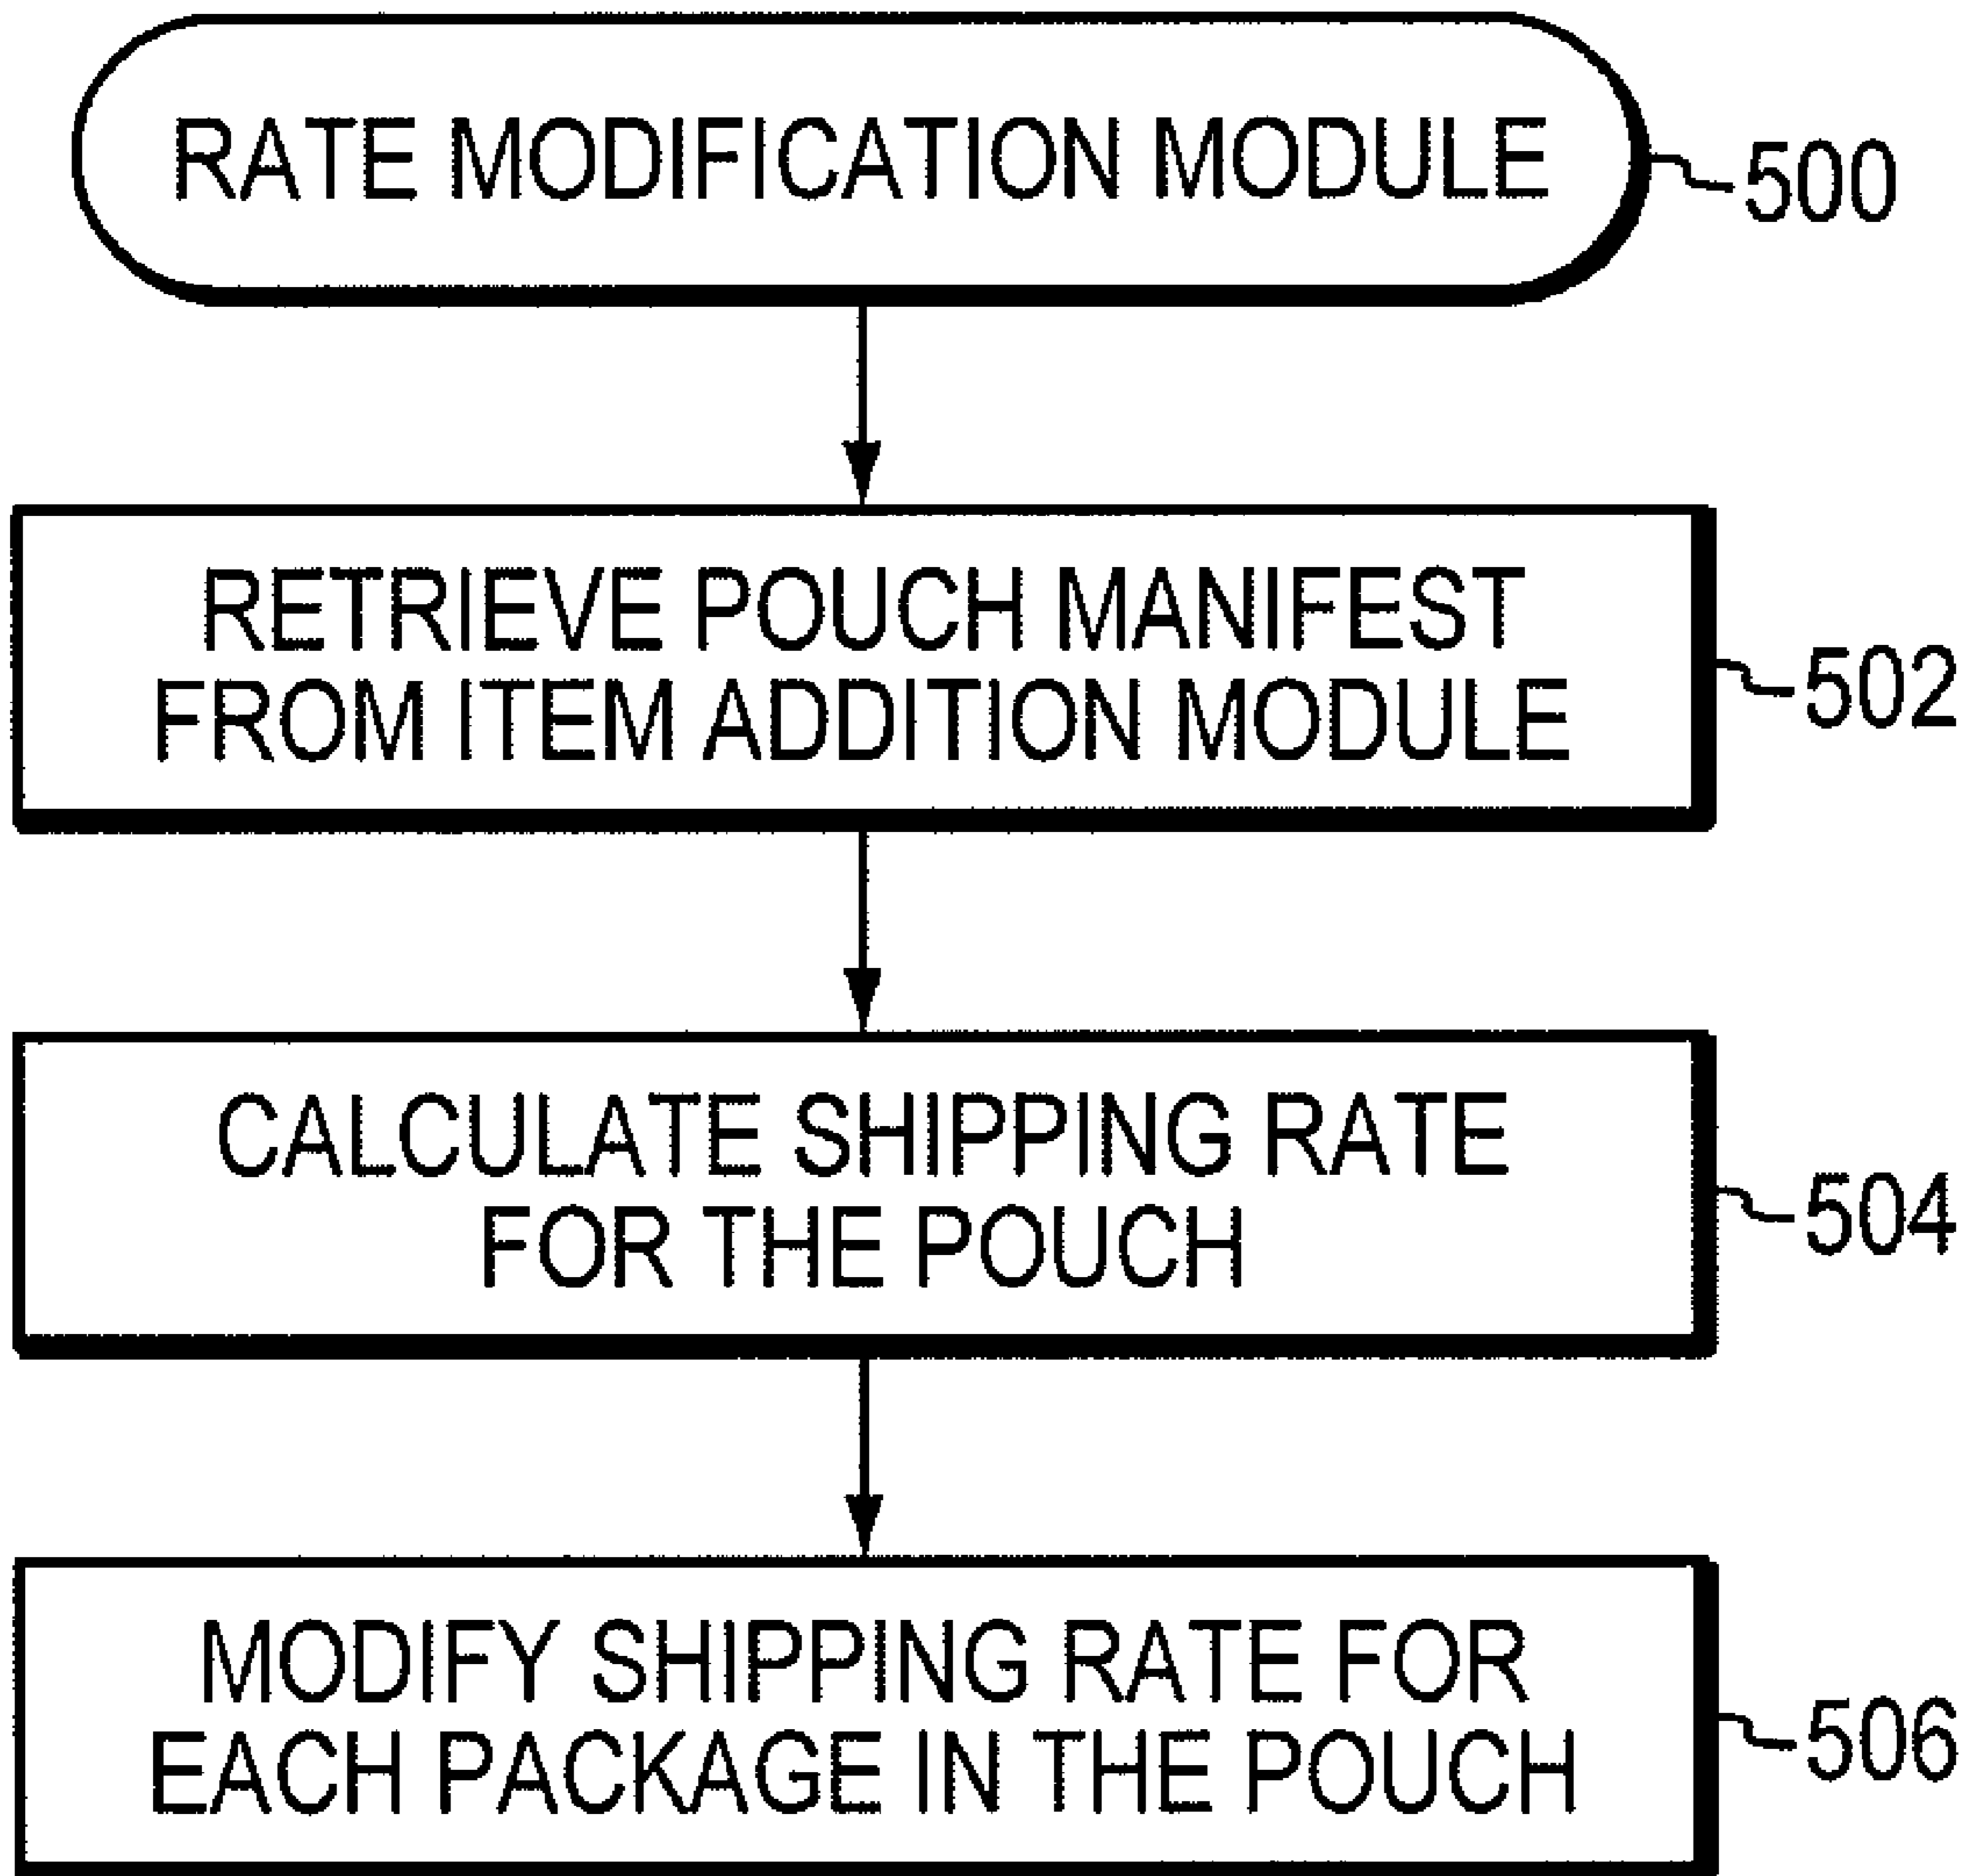 RATE MODIFICATION MODULE
500
RETRIEVE POUCH MANIFEST
FROM ITEM ADDITION MODULE
502
CALCULATE SHIPPING RATE
FOR THE POUCH
504
MODIFY SHIPPING RATE FOR
EACH PACKAGE IN THE POUCH
506